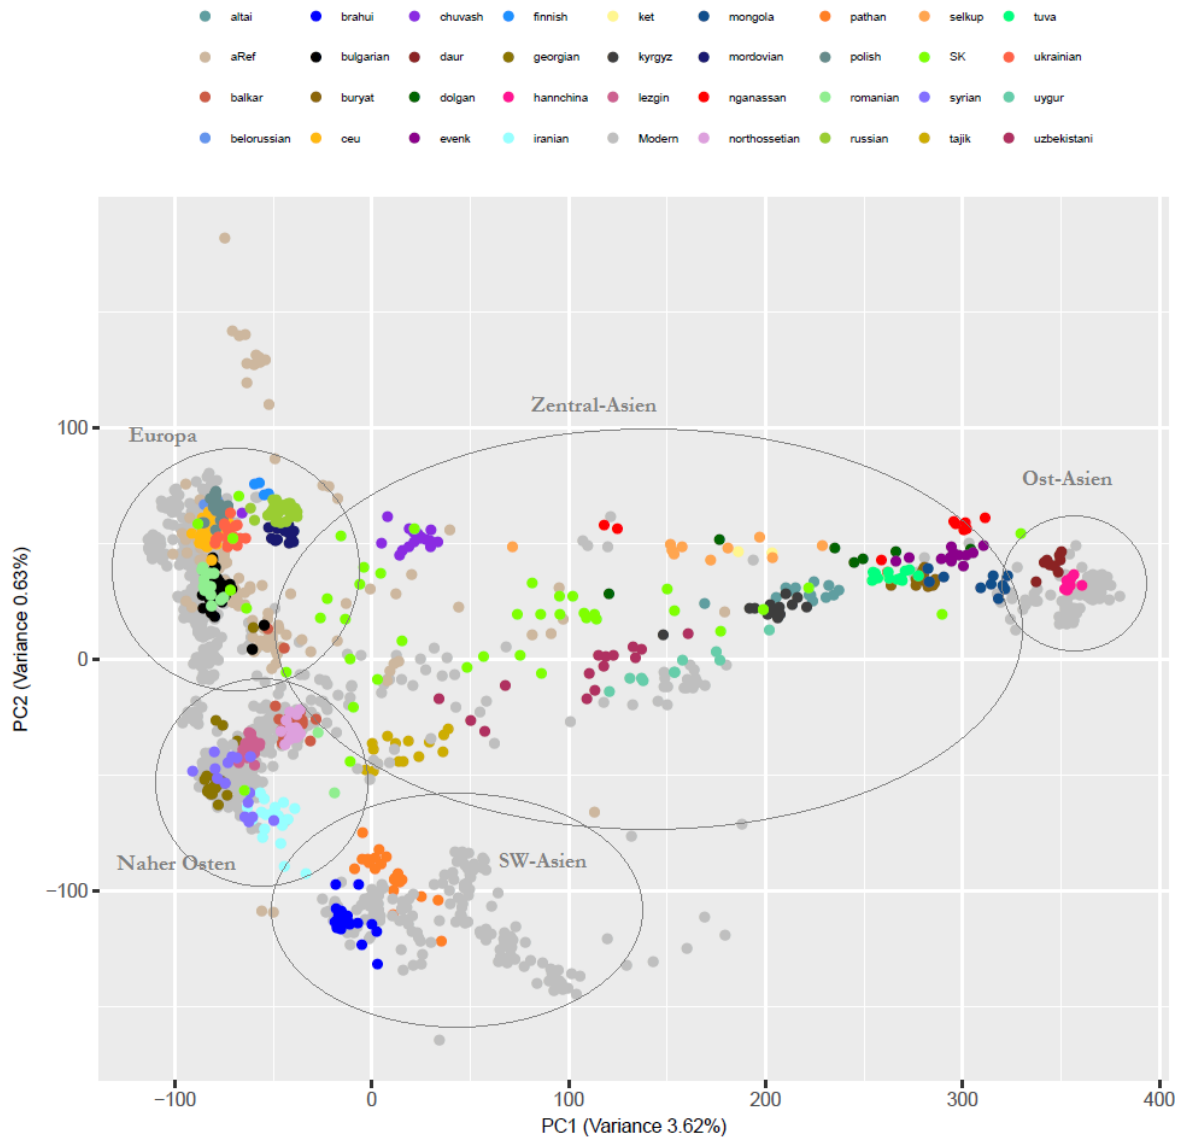 altai brahui chuvash finnish ket mongola pathan selkup tuva
aRef bulgarian daur georgian kyrgyz mordovian polish SK ukrainian
balkar buryat dolgan hannchina lezgin nganassan romanian syrian uygur
belorussian ceu evenk iranian Modern northossetian russian tajik uzbekistani
Zentral-Asien
100
Europa
Ost-Asien
PC2 (Variance 0.63%)
0
Naher Osten
SW-Asien
−100
−100 0 100 200 300 400
PC1 (Variance 3.62%)